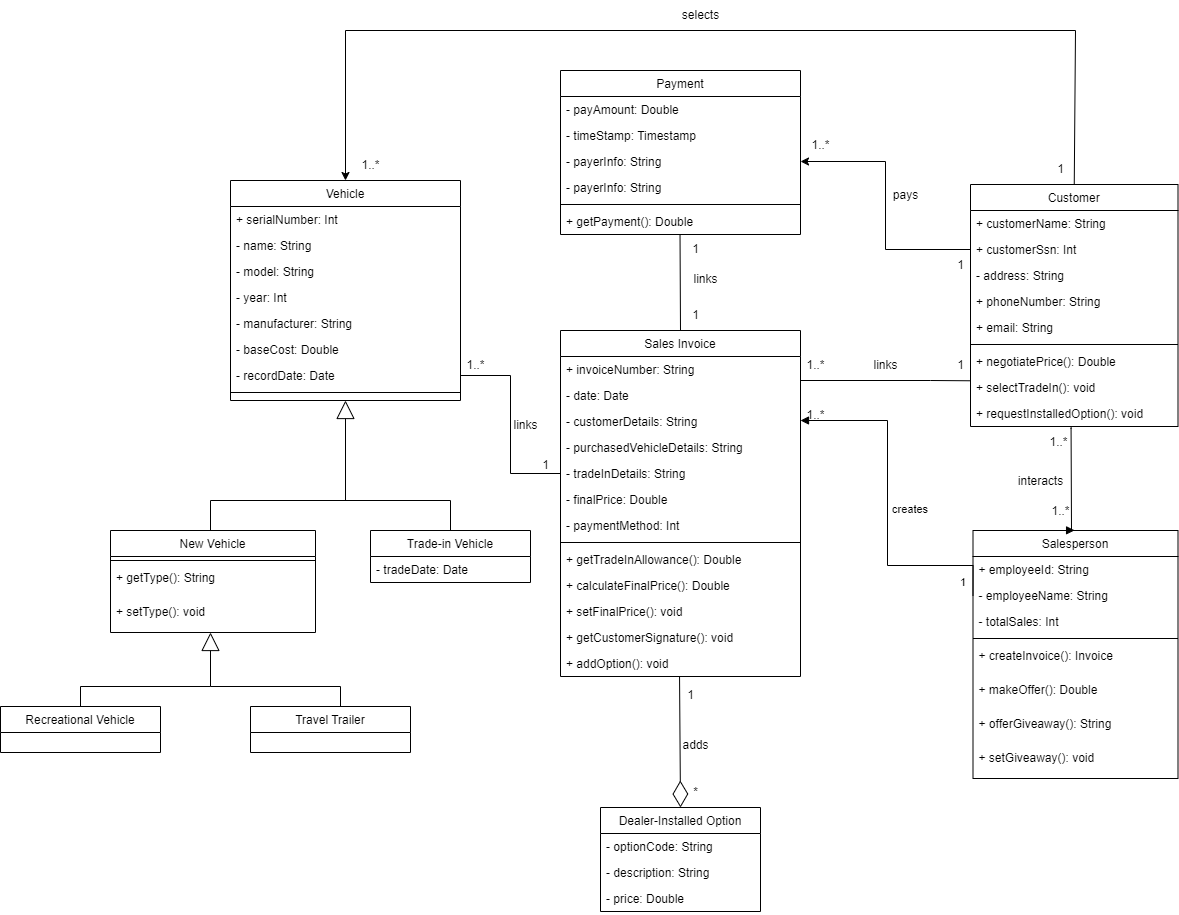 selects
1..*
1
Payment
- payAmount: Double
- timeStamp: Timestamp
- payerInfo: String
- payerInfo: String
+ getPayment(): Double
1..*
pays
1
Vehicle
+ serialNumber: Int
- name: String
- model: String
- year: Int
- manufacturer: String
- baseCost: Double
- recordDate: Date
Customer
+ customerName: String
+ customerSsn: Int
- address: String
+ phoneNumber: String
+ email: String
+ negotiatePrice(): Double
+ selectTradeIn(): void
+ requestInstalledOption(): void
1
links
1
1..*
links
1
Sales Invoice
+ invoiceNumber: String
- date: Date
- customerDetails: String
- purchasedVehicleDetails: String
- tradeInDetails: String
- finalPrice: Double
- paymentMethod: Int
+ getTradeInAllowance(): Double
+ calculateFinalPrice(): Double
+ setFinalPrice(): void
+ getCustomerSignature(): void
+ addOption(): void
1..*
links
1
1..*
creates
1
1..*
interacts
1..*
New Vehicle
+ getType(): String
+ setType(): void
Trade-in Vehicle
- tradeDate: Date
Salesperson
+ employeeId: String
- employeeName: String
- totalSales: Int
+ createInvoice(): Invoice
+ makeOffer(): Double
+ offerGiveaway(): String
+ setGiveaway(): void
Recreational Vehicle
Travel Trailer
1
adds
*
Dealer-Installed Option
- optionCode: String
- description: String
- price: Double